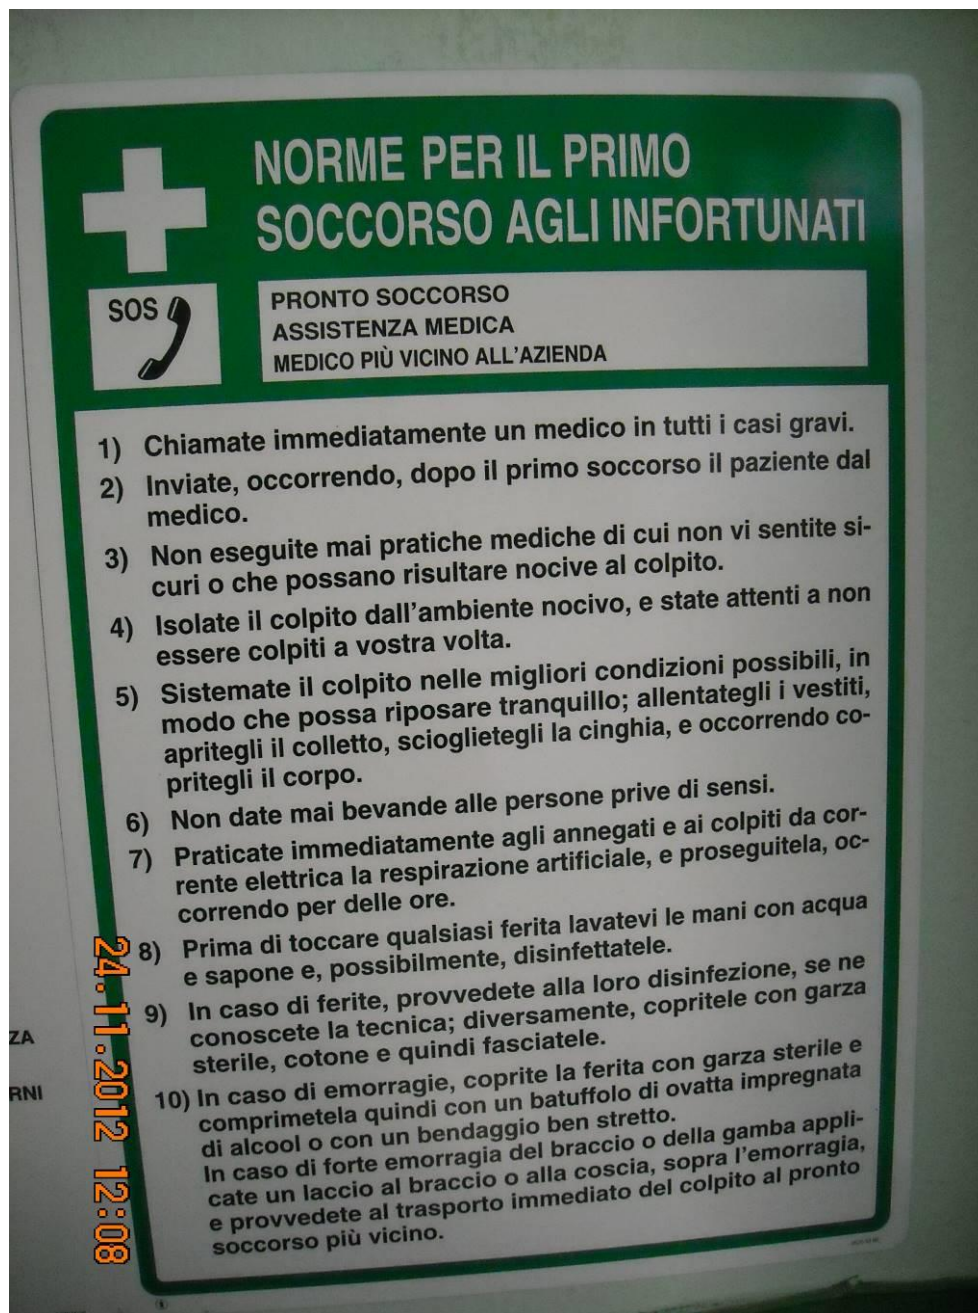 NORME PER IL PRIMO
SOCCORSO AGLI INFORTUNATI
SOS
PRONTO SOCCORSO
ASSISTENZA MEDICA
MEDICO PIÙ VICINO ALL'AZIENDA
1) Chiamate immediatamente un medico in tutti i casi gravi.
2) Inviate, occorrendo, dopo il primo soccorso il paziente dal
medico.
3) Non eseguite mai pratiche mediche di cui non vi sentite si-
curi o che possano risultare nocive al colpito.
4) Isolate il colpito dall'ambiente nocivo, e state attenti a non
essere colpiti a vostra volta.
5) Sistemate il colpito nelle migliori condizioni possibili, in
modo che possa riposare tranquillo; allentategli i vestiti,
apritegli il colletto, scioglietegli la cinghia, e occorrendo co-
pritegli il corpo.
6) Non date mai bevande alle persone prive di sensi.
7) Praticate immediatamente agli annegati e ai colpiti da cor-
rente elettrica la respirazione artificiale, e proseguitela, oc-
correndo per delle ore.
8) Prima di toccare qualsiasi ferita lavatevi le mani con acqua
e sapone e, possibilmente, disinfettatele.
9) In caso di ferite, provvedete alla loro disinfezione, se ne
conoscete la tecnica; diversamente, copritele con garza
sterile, cotone e quindi fasciatele.
10) In caso di emorragie, coprite la ferita con garza sterile e
comprimetela quindi con un batuffolo di ovatta impregnata
di alcool o con un bendaggio ben stretto.
In caso di forte emorragia del braccio o della gamba appli-
cate un laccio al braccio o alla coscia, sopra l'emorragia,
e provvedete al trasporto immediato del colpito al pronto
soccorso più vicino.
ZA
RNI
24.11.2012 12:08